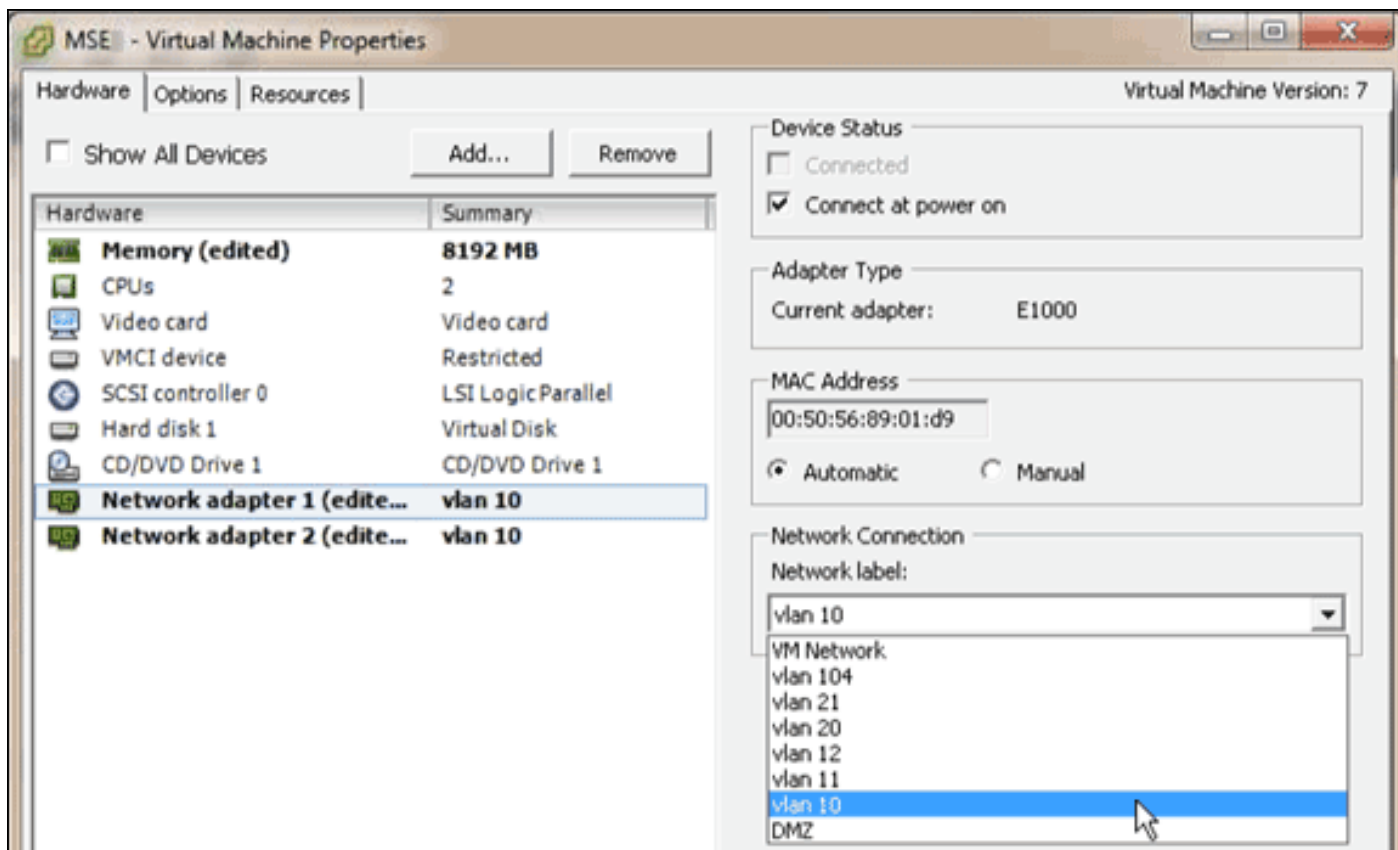 MSE - Virtual Machine Properties
Hardware Options Resources Virtual Machine Version: 7
Show All Devices Add... Remove
Hardware Summary
Memory (edited) 8192 MB
CPUs 2
Video card Video card
VMCI device Restricted
SCSI controller 0 LSI Logic Parallel
Hard disk 1 Virtual Disk
CD/DVD Drive 1 CD/DVD Drive 1
Network adapter 1 (edite... vlan 10
Network adapter 2 (edite... vlan 10
Device Status
Connected
Connect at power on
Adapter Type
Current adapter: E1000
MAC Address
00:50:56:89:01:d9
Automatic Manual
Network Connection
Network label:
vlan 10
VM Network
vlan 104
vlan 21
vlan 20
vlan 12
vlan 11
vlan 10
DMZ